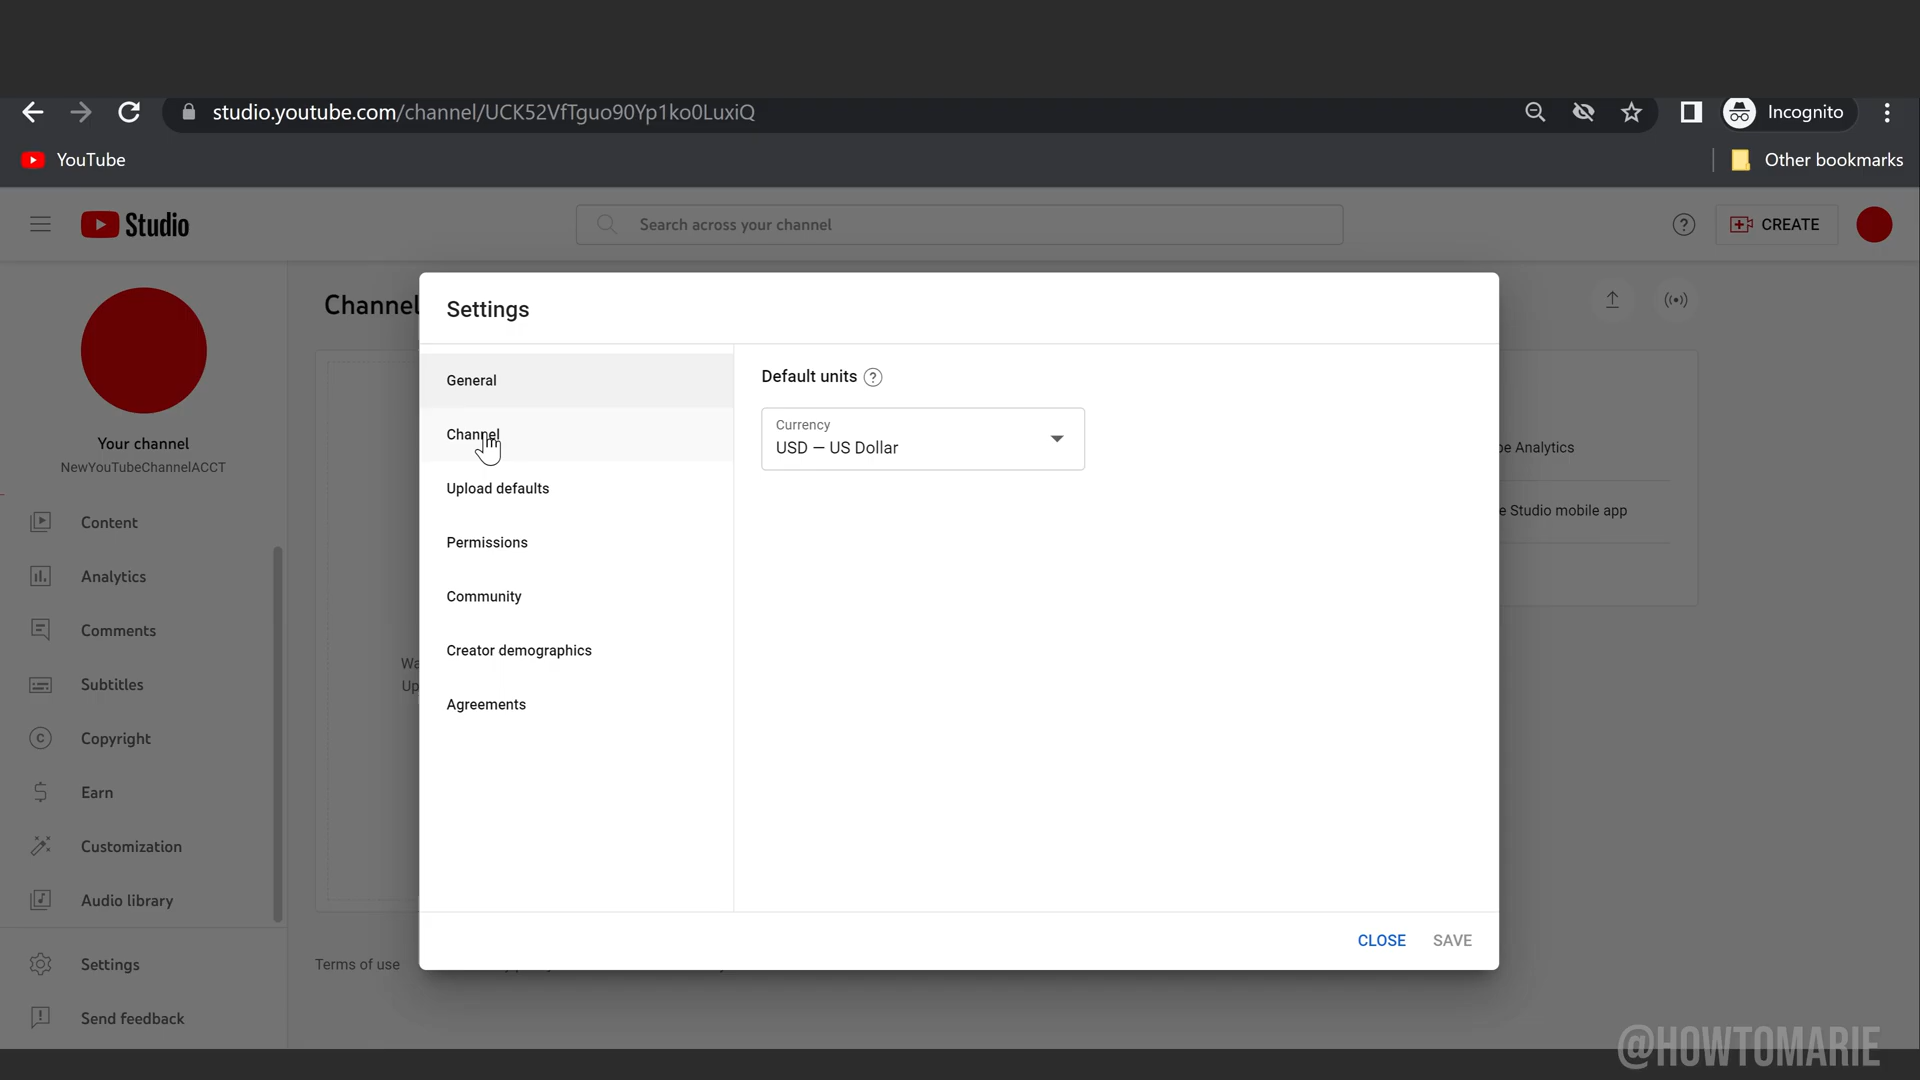 studio.youtube.com/channel/UCK52VfTguo90Yp1ko0LuxiQ
Incognito
YouTube
Other bookmarks
Studio
Search across your channel
CREATE
Channel
Settings
General
Channel
Upload defaults
Permissions
Community
Creator demographics
Agreements
Default units
Currency
USD — US Dollar
CLOSE
SAVE
Your channel
NewYouTubeChannelACCT
Content
Analytics
Comments
Subtitles
Copyright
Earn
Customization
Audio library
Settings
Send feedback
Analytics
Studio mobile app
Terms of use
@HOWTOMARIE